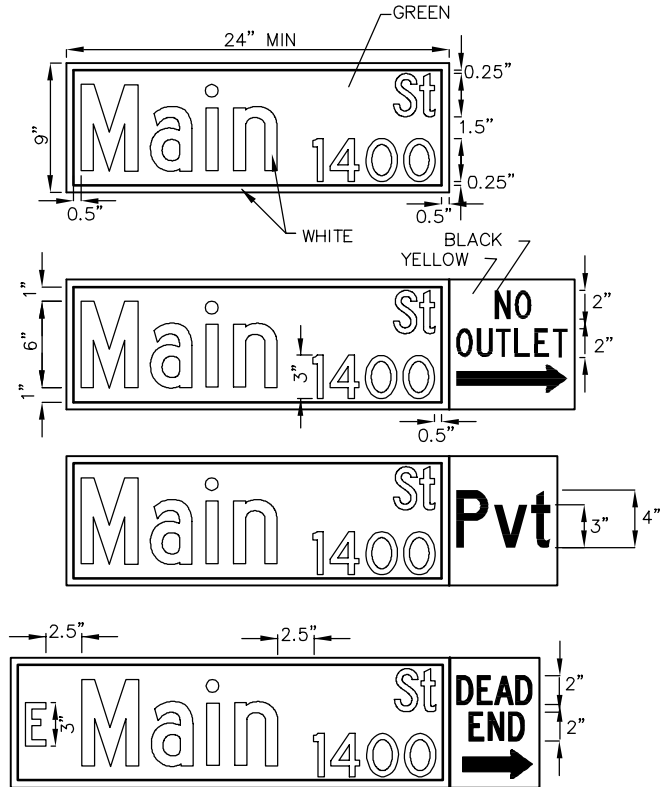 GREEN
24" MIN
Main
St
1400
9"
0.25"
1.5"
0.25"
0.5"
0.5"
WHITE
BLACK
YELLOW
Main
St
1400
NO
OUTLET
1"
6"
1"
3"
2"
2"
0.5"
Main
St
1400
Pvt
3"
4"
2.5"
2.5"
E
3"
Main
St
1400
DEAD
END
2"
2"